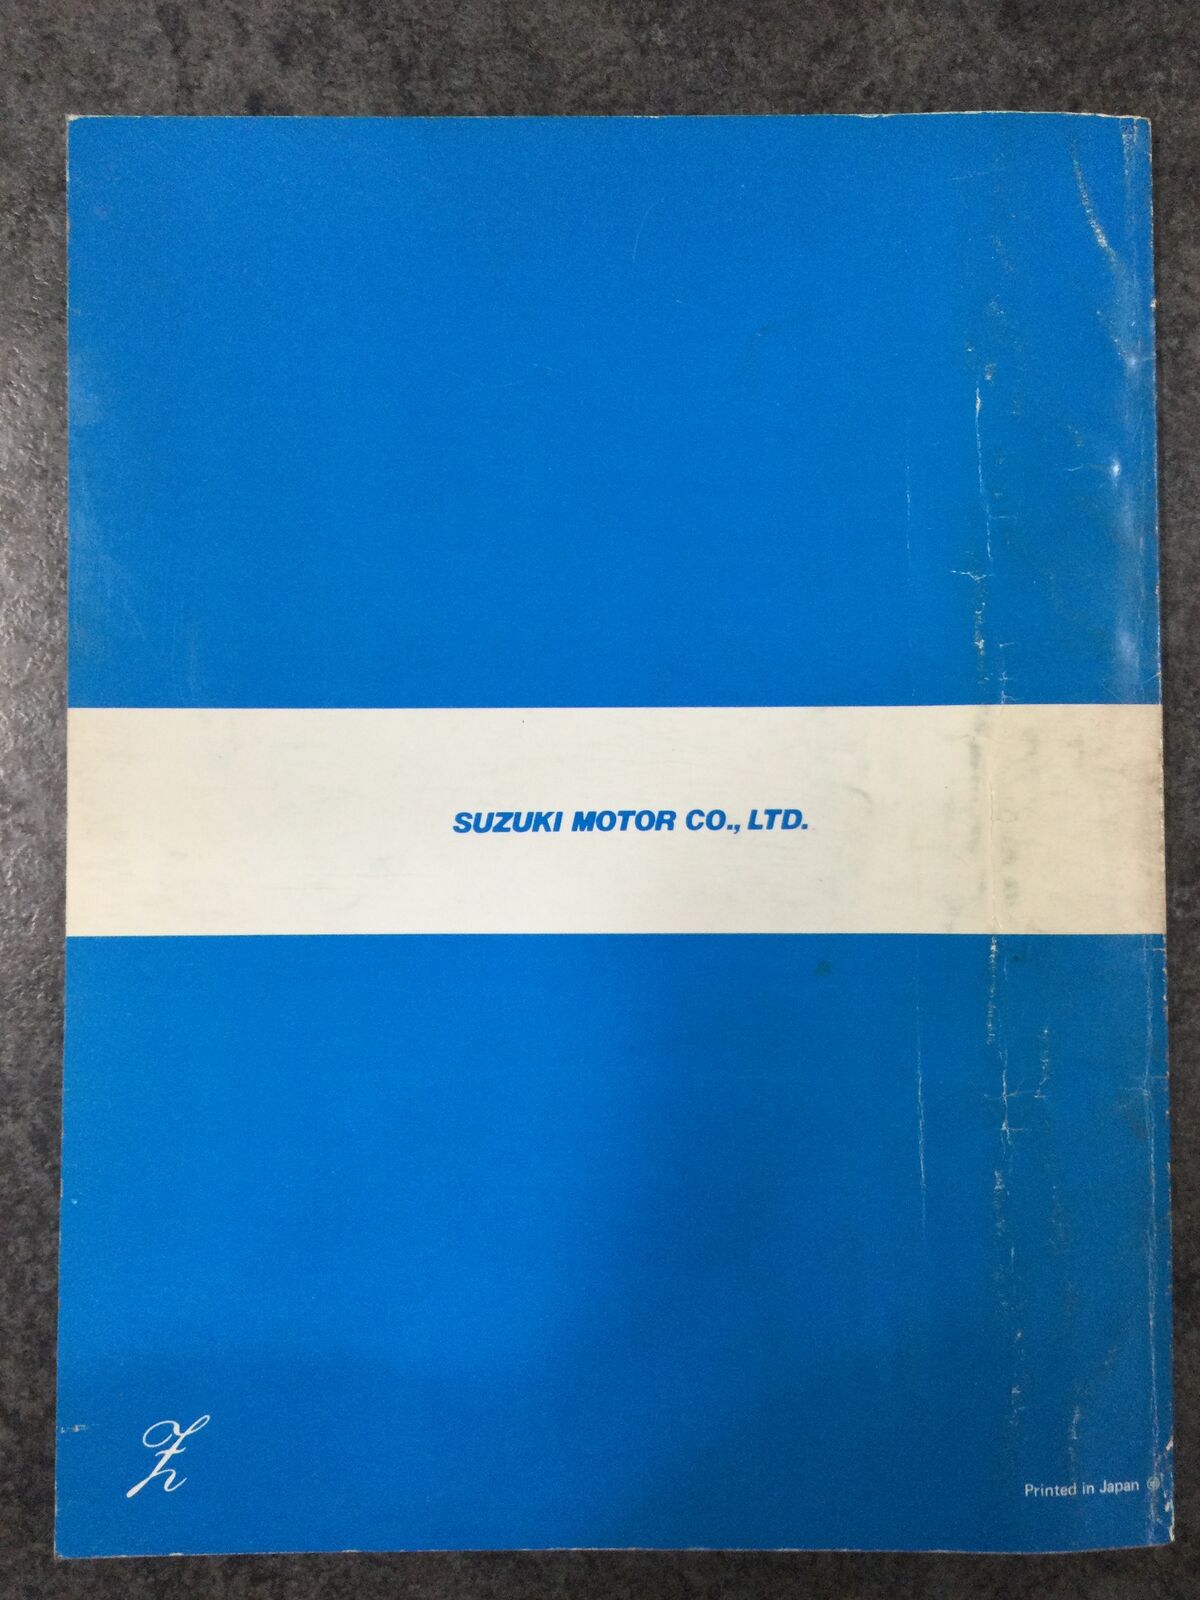 SUZUKI MOTOR CO., LTD.
Printed in Japan